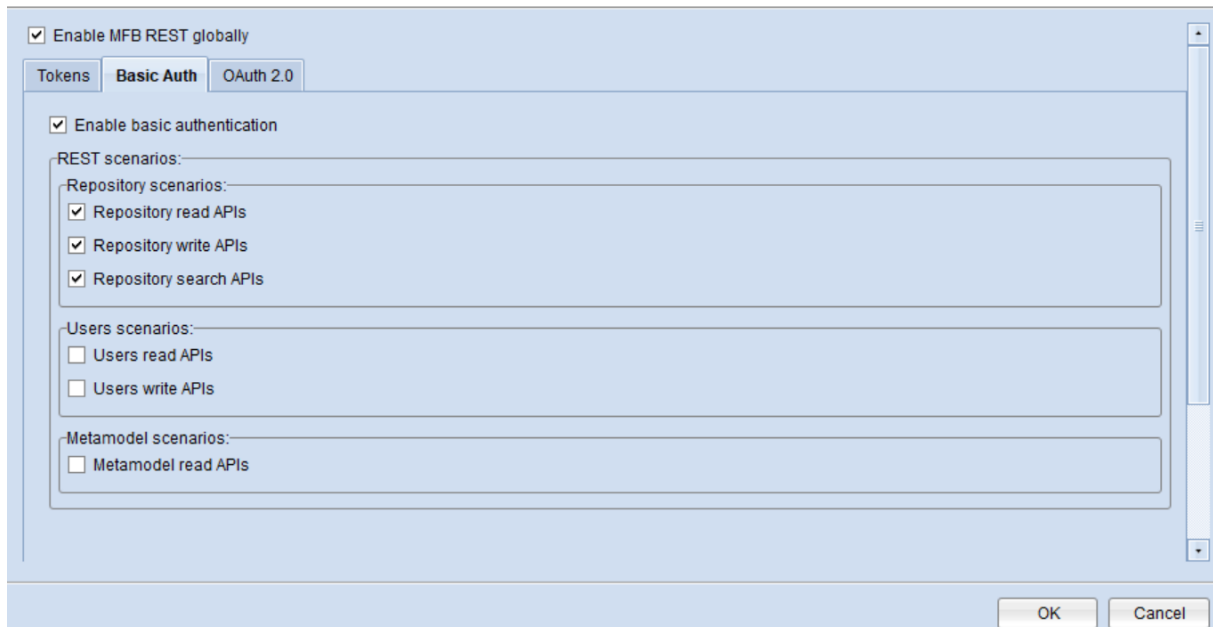 Enable MFB REST globally
Tokens Basic Auth OAuth 2.0
Enable basic authentication
REST scenarios:
Repository scenarios:
Repository read APIs
Repository write APIs
Repository search APIs
Users scenarios:
Users read APIs
Users write APIs
Metamodel scenarios:
Metamodel read APIs
OK Cancel